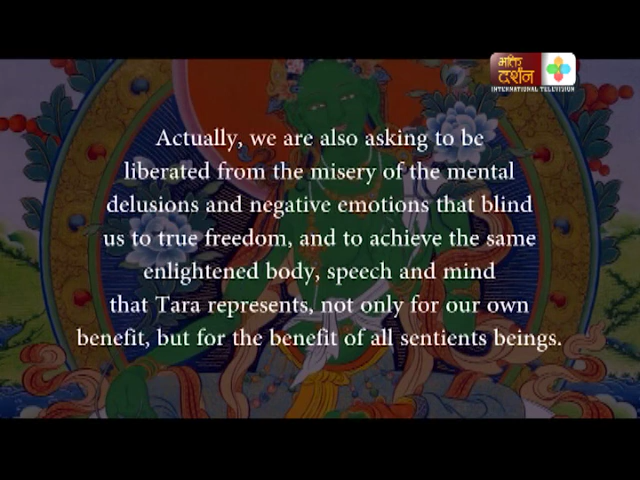 भक्ति
दर्शन
INTERNATIONAL TELEVISION
Actually, we are also asking to be
liberated from the misery of the mental
delusions and negative emotions that blind
us to true freedom, and to achieve the same
enlightened body, speech and mind
that Tara represents, not only for our own
benefit, but for the benefit of all sentients beings.